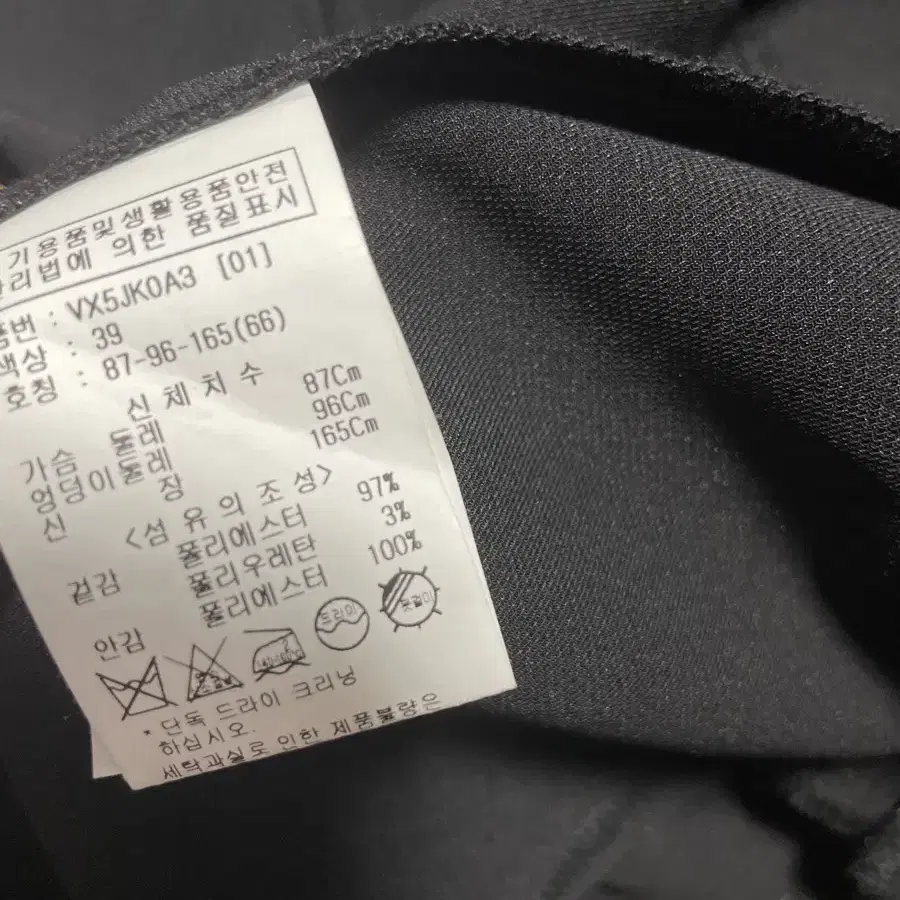 기용품및생활용품안전
리법에 의한 품질표시
품번 : VX5JK0A3 [01]
색상 : 39
호칭 : 87-96-165(66)
신 체 치 수
가슴 둘레 87Cm
엉덩이둘레 96Cm
신 장 165Cm
<섬 유 의 조 성>
겉감 폴리에스터 97%
폴리우레탄 3%
안감 폴리에스터 100%
드라이
옷걸이
* 단독 드라이 크리닝
하십시오.
세탁과실로 인한 제품불량은